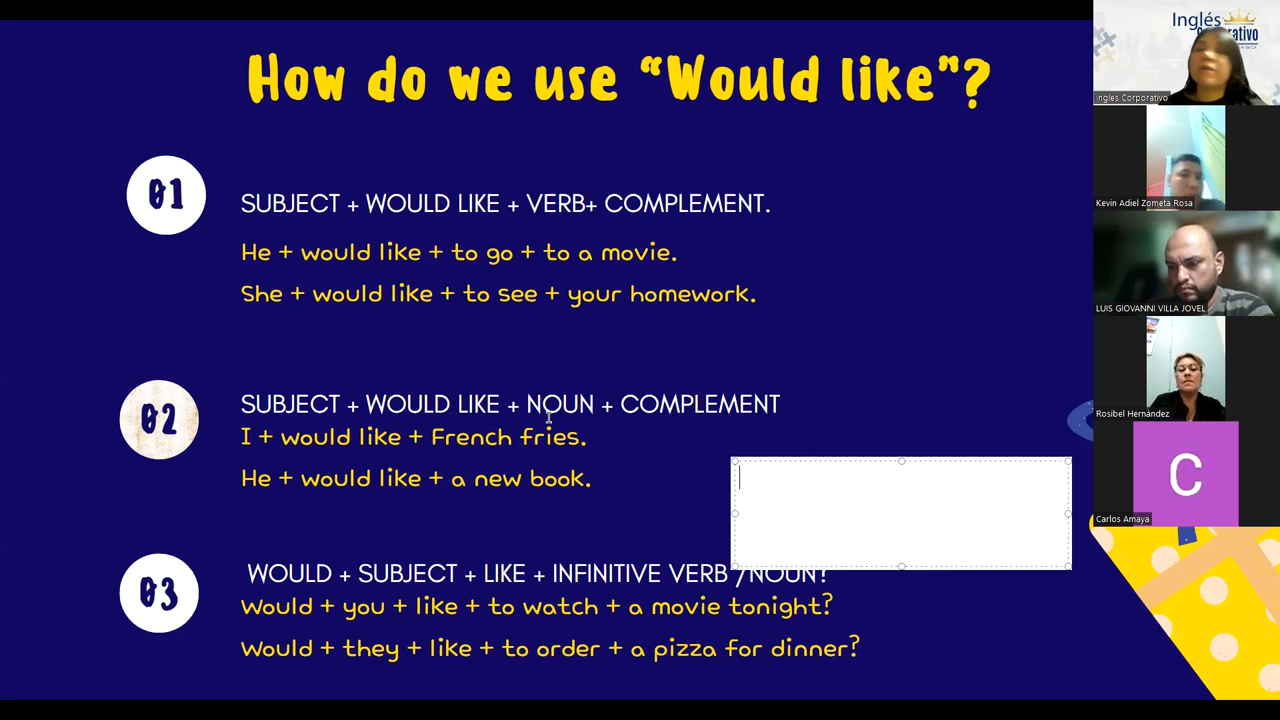 How do we use “Would like”?
01
SUBJECT + WOULD LIKE + VERB+ COMPLEMENT.
He + would like + to go + to a movie.
She + would like + to see + your homework.
02
SUBJECT + WOULD LIKE + NOUN + COMPLEMENT
I + would like + French fries.
He + would like + a new book.
03
WOULD + SUBJECT + LIKE + INFINITIVE VERB /NOUN?
Would + you + like + to watch + a movie tonight?
Would + they + like + to order + a pizza for dinner?
Inglés
Ingles Corporativo
Kevin Adiel Zometa Rosa
LUIS GIOVANNI VILLA JOVEL
Rosibel Hernández
C
Carlos Amaya